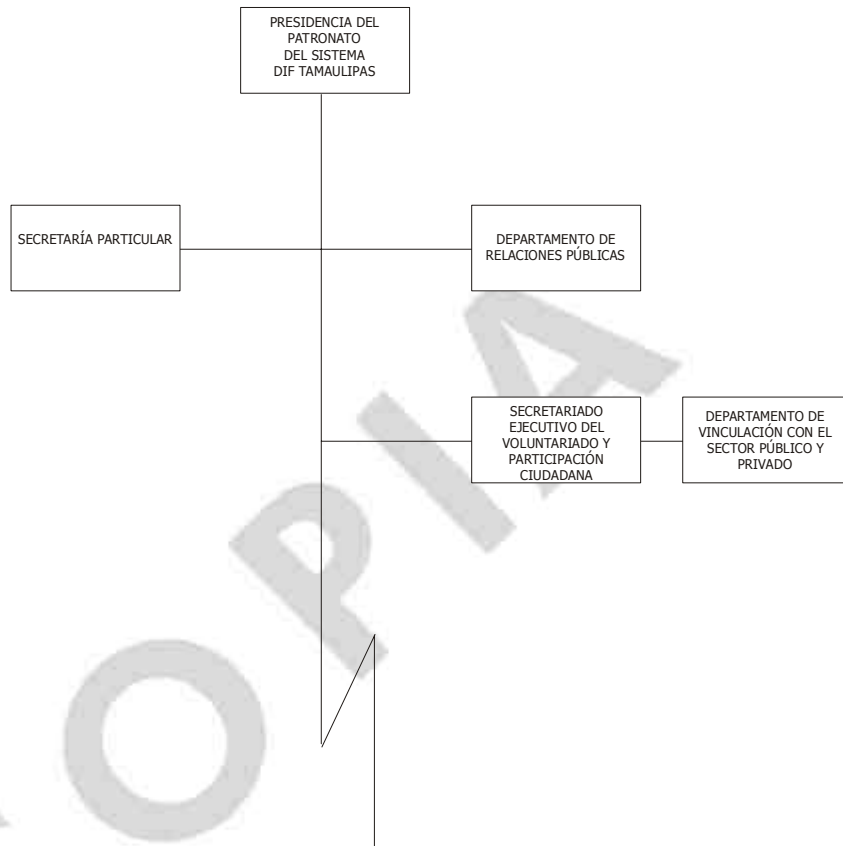 PRESIDENCIA DEL
PATRONATO
DEL SISTEMA
DIF TAMAULIPAS
SECRETARÍA PARTICULAR
DEPARTAMENTO DE
RELACIONES PÚBLICAS
SECRETARIADO
EJECUTIVO DEL
VOLUNTARIADO Y
PARTICIPACIÓN
CIUDADANA
DEPARTAMENTO DE
VINCULACIÓN CON EL
SECTOR PÚBLICO Y
PRIVADO
OPIA